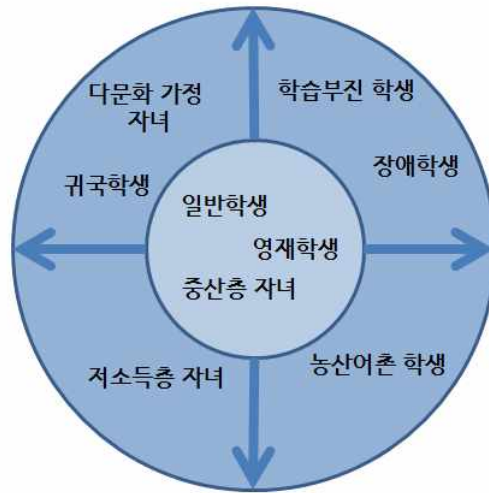 다문화 가정
자녀
학습부진 학생
귀국학생
장애학생
일반학생
영재학생
중산층 자녀
저소득층 자녀
농산어촌 학생